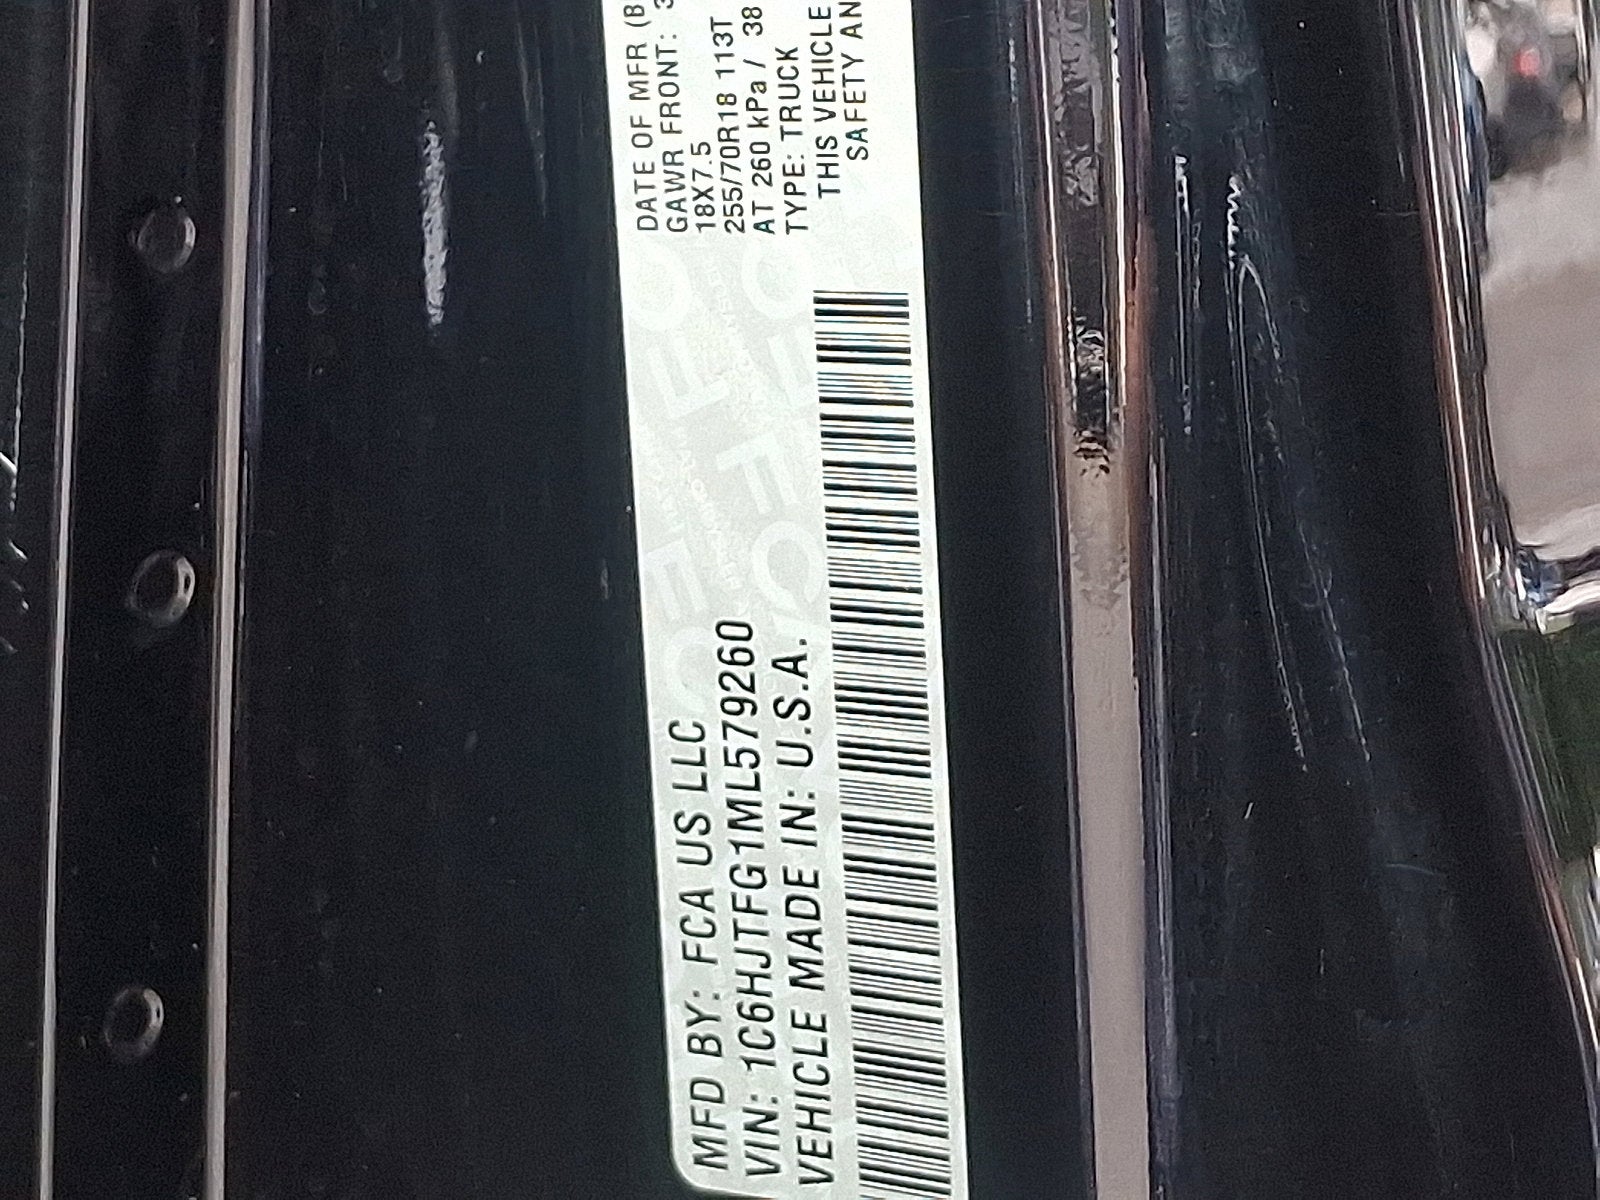 MFD BY: FCA US LLC
VIN: 1C6HJTFG1ML579260
VEHICLE MADE IN: U.S.A.
DATE OF MFR (B
GAWR FRONT:
18X7.5
255/70R18 113T
AT 260 kPa / 38
TYPE: TRUCK
THIS VEHICLE
SAFETY AN